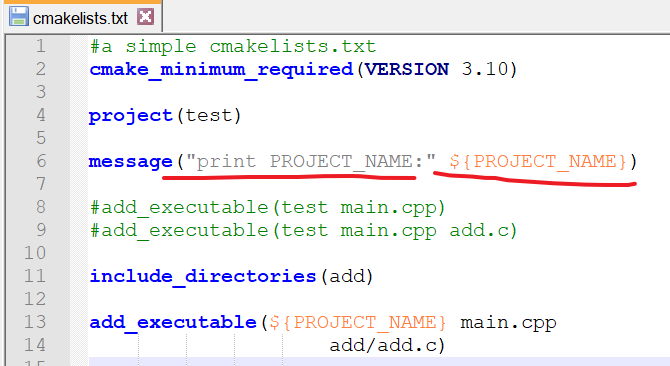 cmakelists.txt
1 #a simple cmakelists.txt
2 cmake_minimum_required(VERSION 3.10)
3
4 project(test)
5
6 message("print PROJECT_NAME:" ${PROJECT_NAME})
7
8 #add_executable(test main.cpp)
9 #add_executable(test main.cpp add.c)
10
11 include_directories(add)
12
13 add_executable(${PROJECT_NAME} main.cpp
14 add/add.c)
15